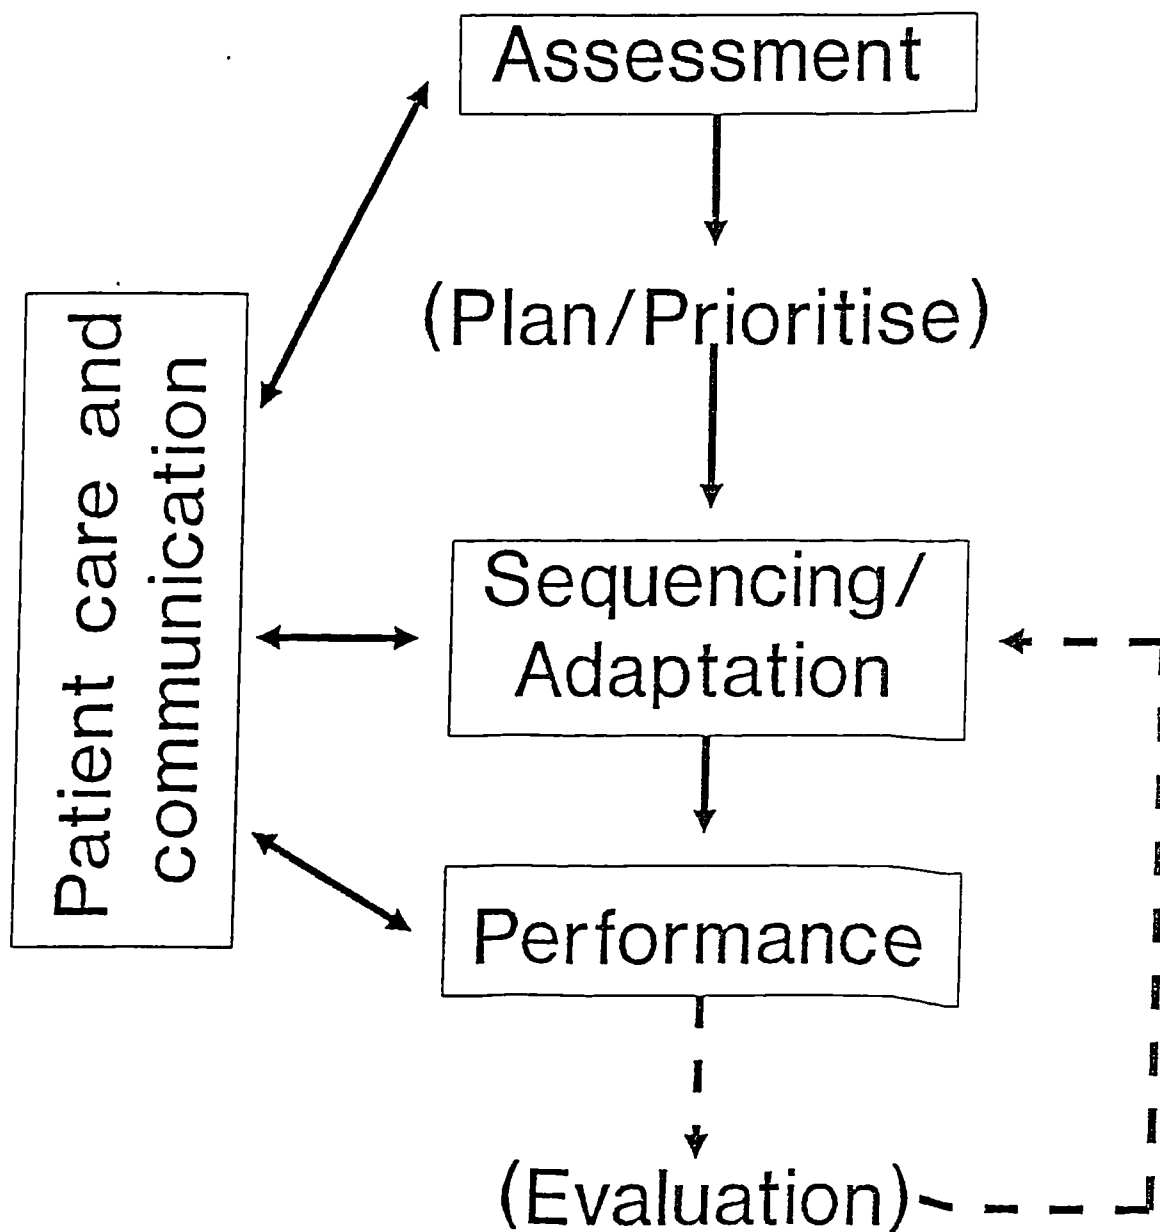 Assessment
(Plan/Prioritise)
Patient care and
communication
Sequencing/
Adaptation
Performance
(Evaluation)